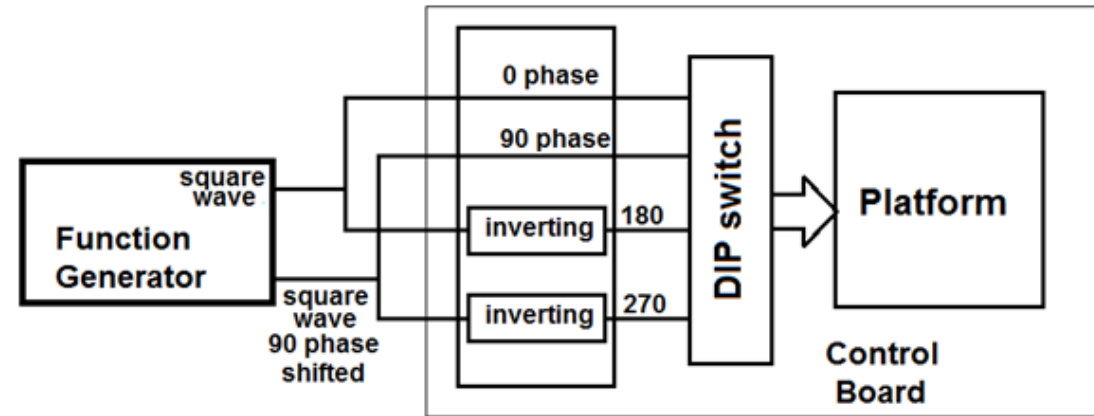 0 phase
90 phase
square
wave
Function
Generator
inverting
180
inverting
270
square
wave
90 phase
shifted
DIP switch
Platform
Control
Board